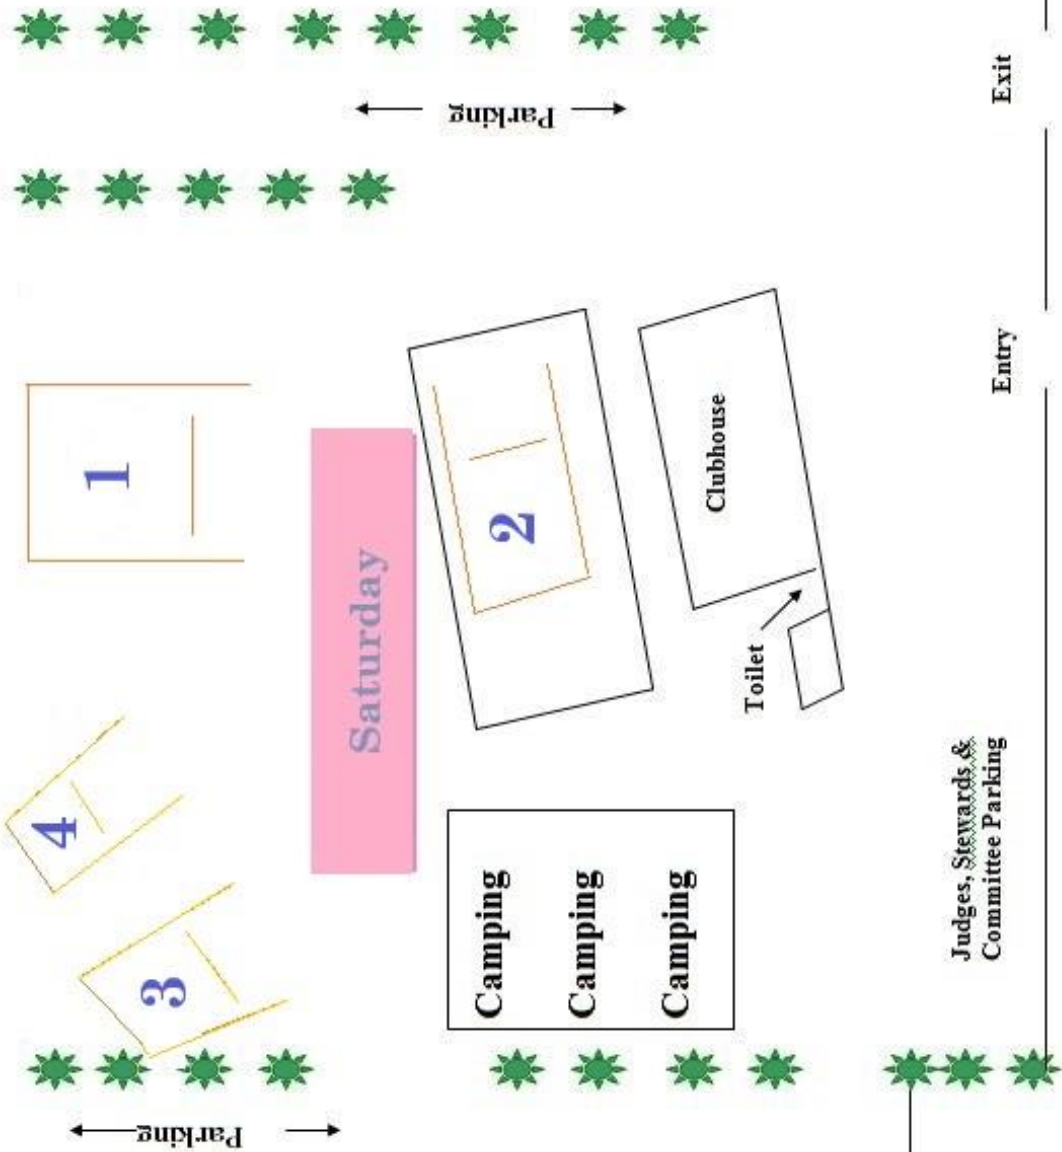 4
1
3
Parking
Saturday
Camping
2
Parking
Camping
Camping
Clubhouse
Toilet
Judges, Stewards &
Committee Parking
Entry
Exit